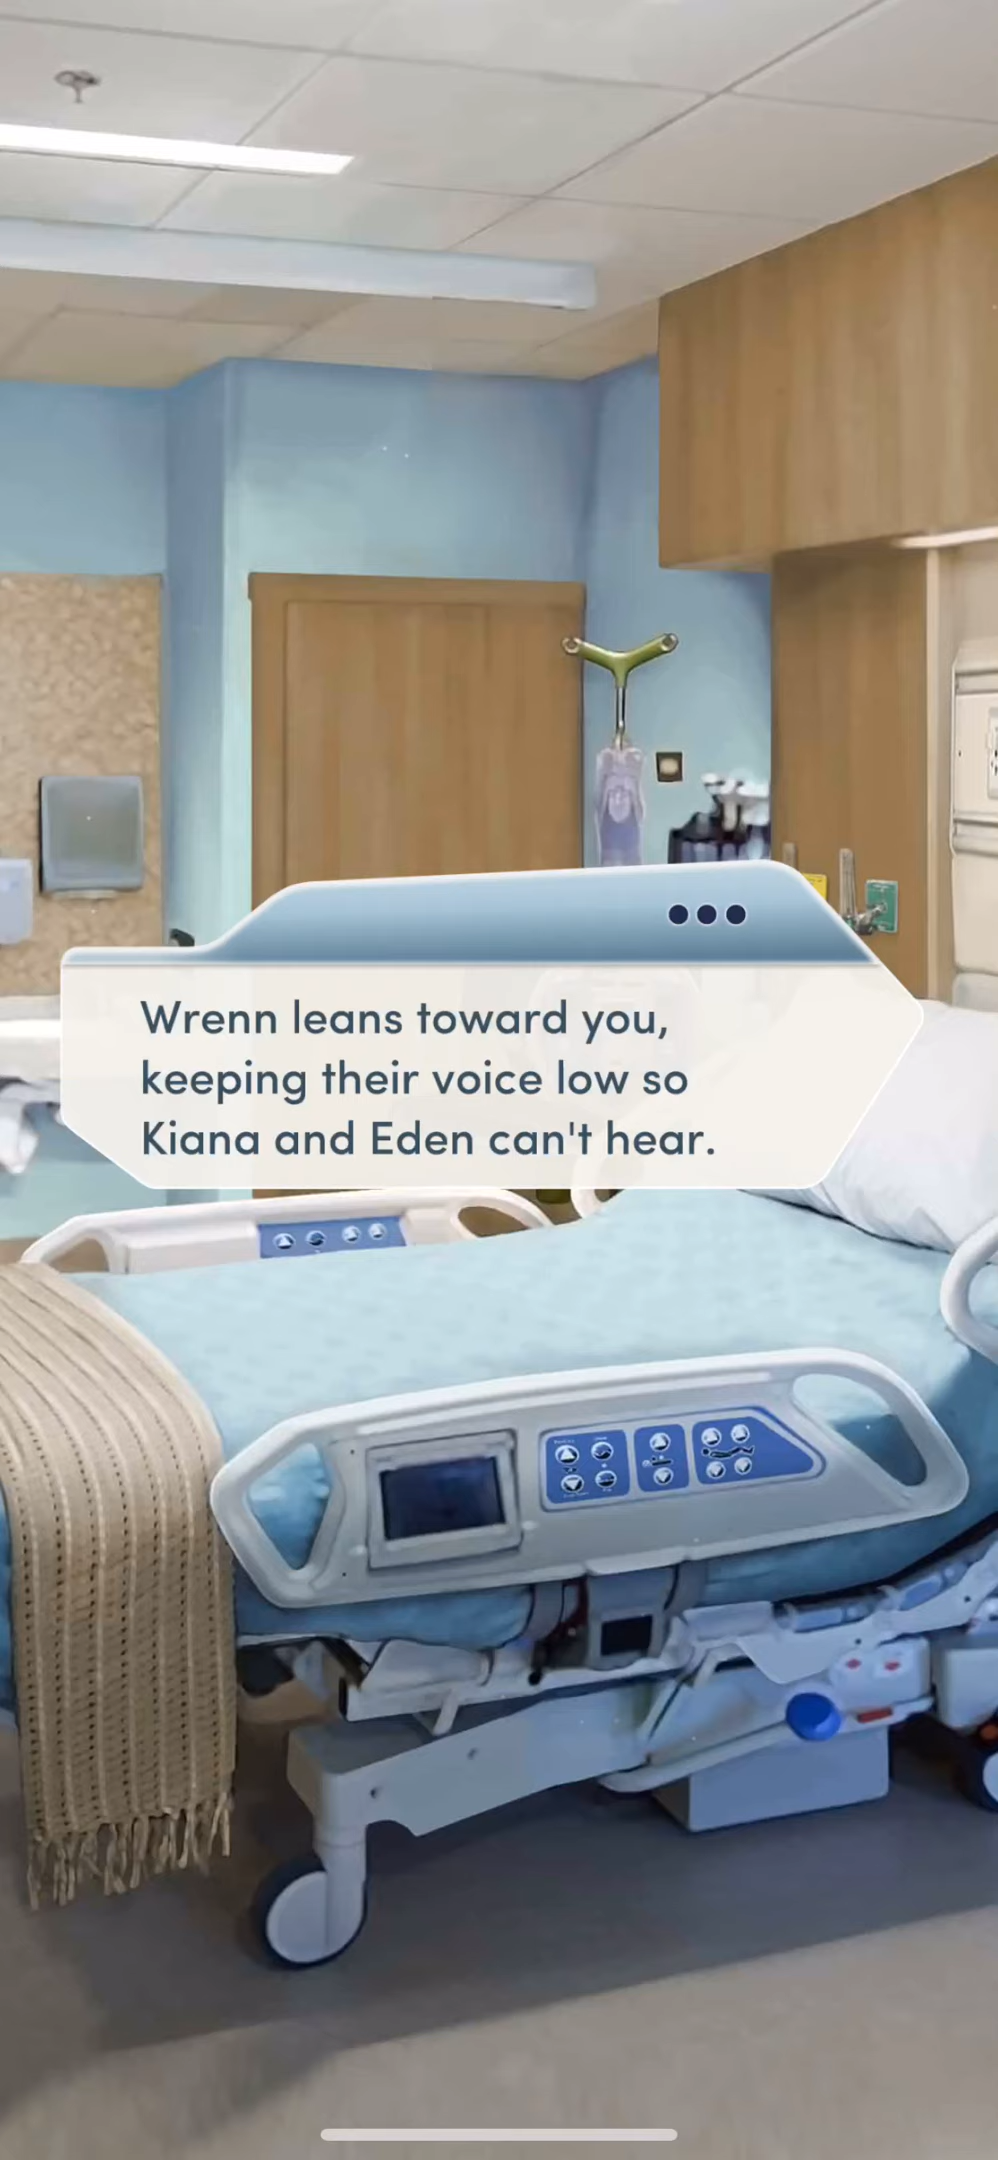 Wrenn leans toward you,
keeping their voice low so
Kiana and Eden can't hear.